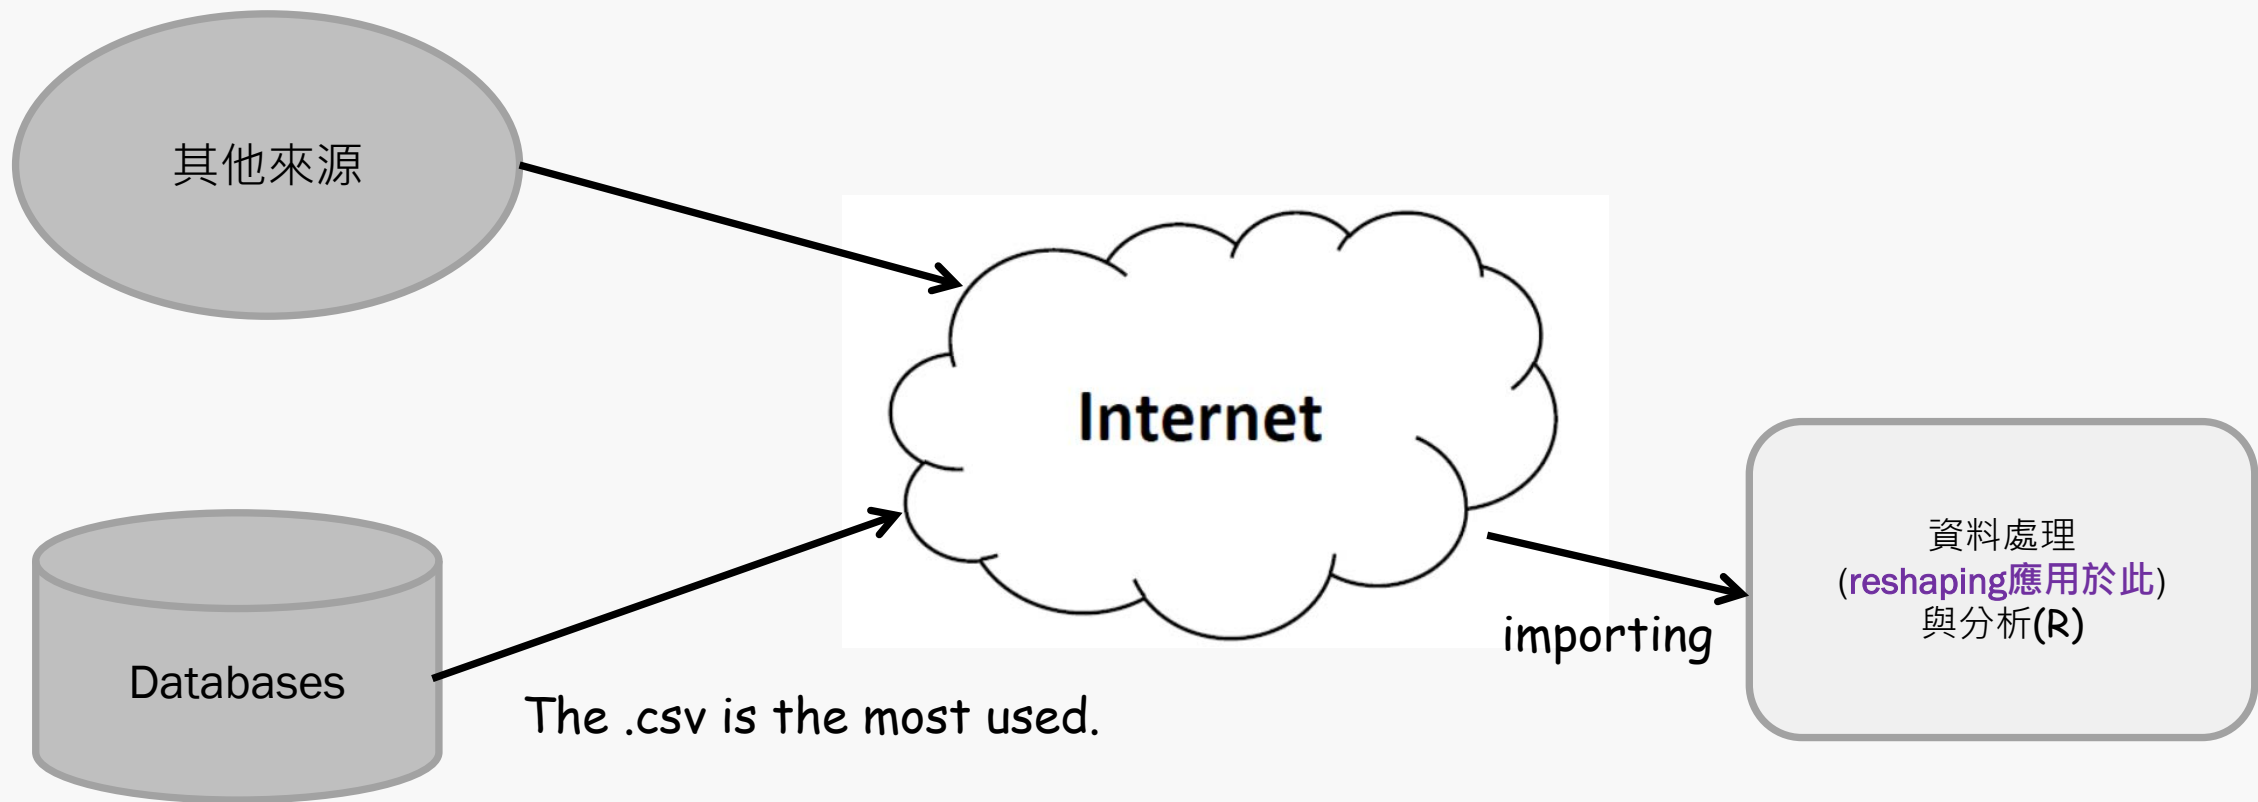 其他來源
Internet
Databases
The .csv is the most used.
importing
資料處理
(reshaping應用於此)
與分析(R)